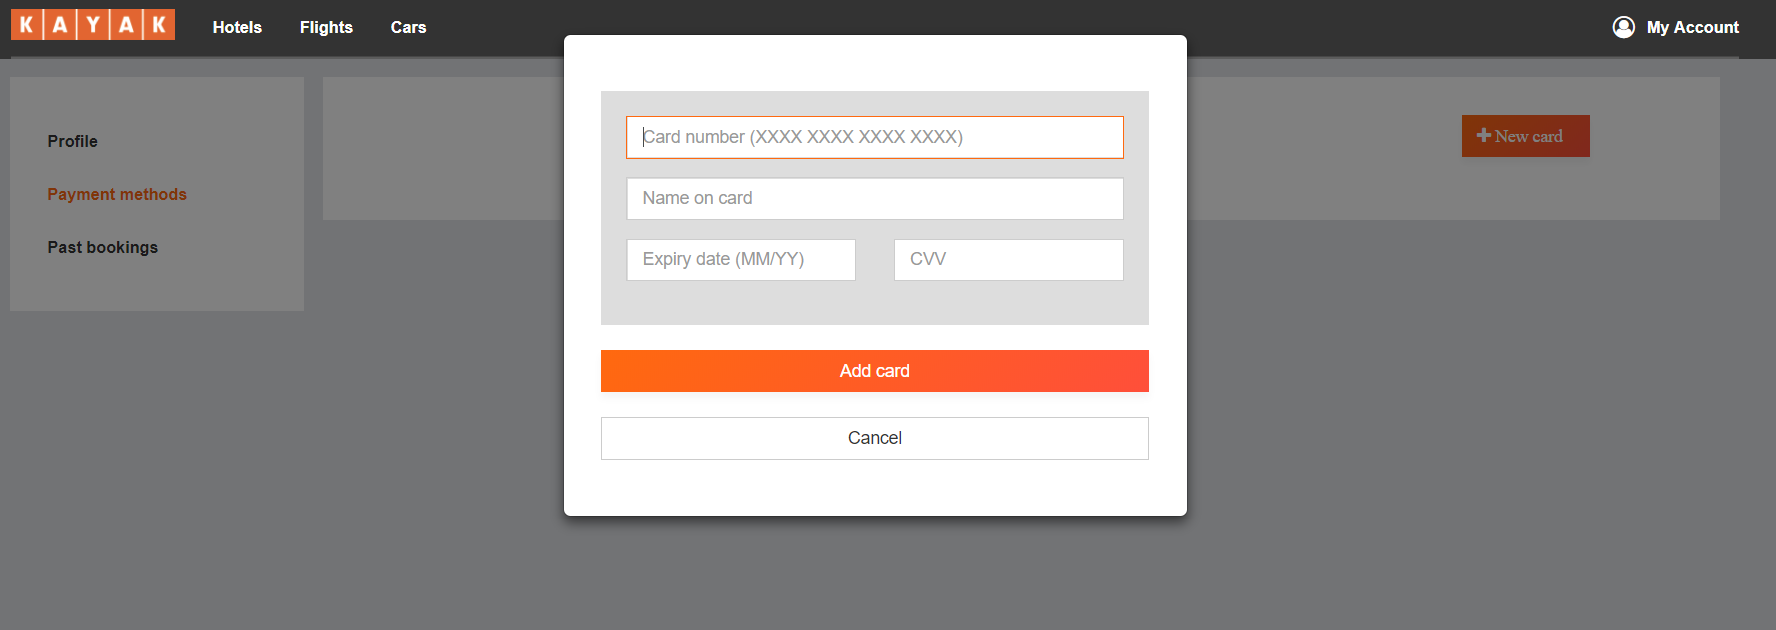 KAYAK Hotels Flights Cars My Account
Profile
Payment methods
Past bookings
Card number (XXXX XXXX XXXX XXXX)
Name on card
Expiry date (MM/YY) CVV
Add card
Cancel
New card